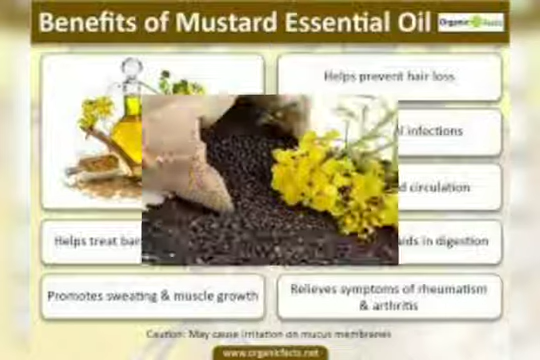 Benefits of Mustard Essential Oil
Organic Facts
Helps prevent hair loss
infections
circulation
Helps treat
in digestion
Promotes sweating & muscle growth
Relieves symptoms of rheumatism
& arthritis
Caution: May cause irritation on mucus membranes
www.organicfacts.net